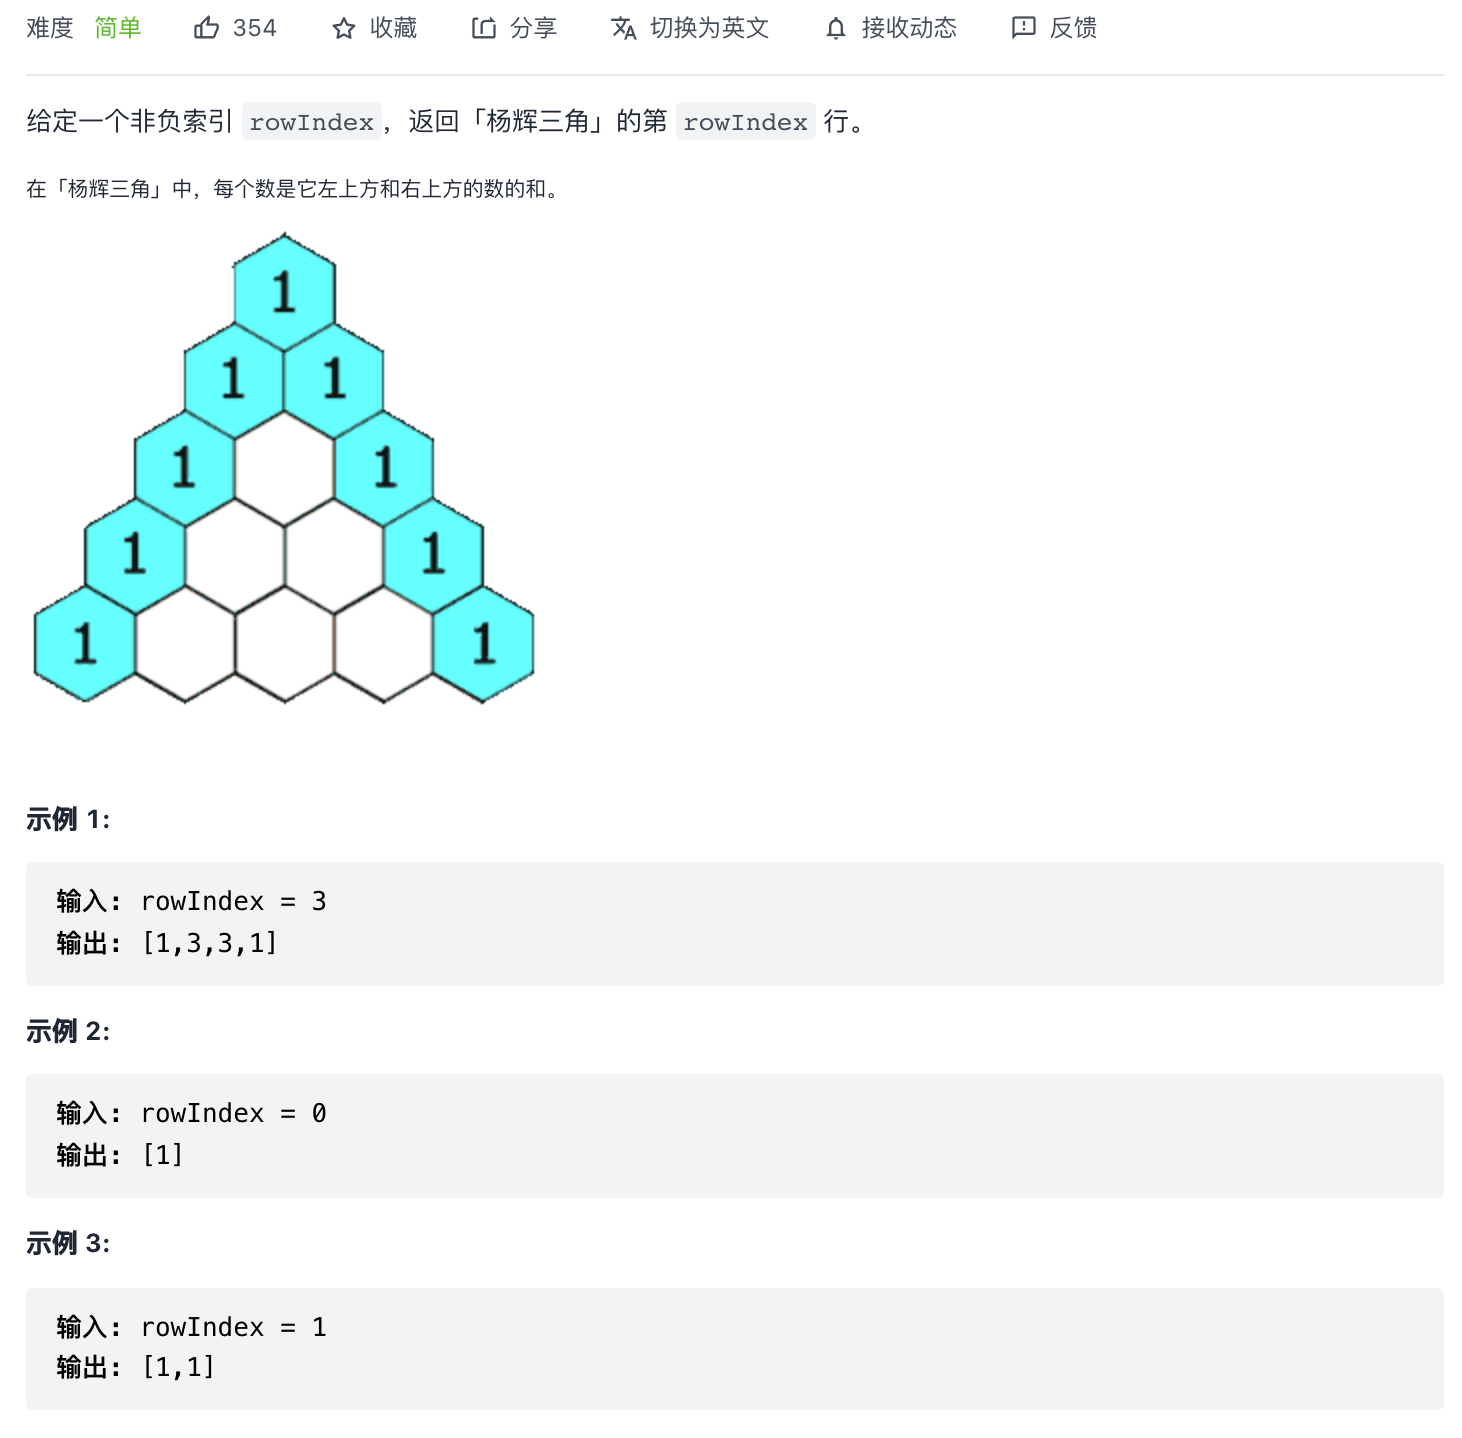 难度 简单 354 收藏 分享 切换为英文 接收动态 反馈
给定一个非负索引 rowIndex，返回「杨辉三角」的第 rowIndex 行。
在「杨辉三角」中，每个数是它左上方和右上方的数的和。
1
1 1
1 1
1 1
1 1
示例 1:
输入: rowIndex = 3
输出: [1,3,3,1]
示例 2:
输入: rowIndex = 0
输出: [1]
示例 3:
输入: rowIndex = 1
输出: [1,1]